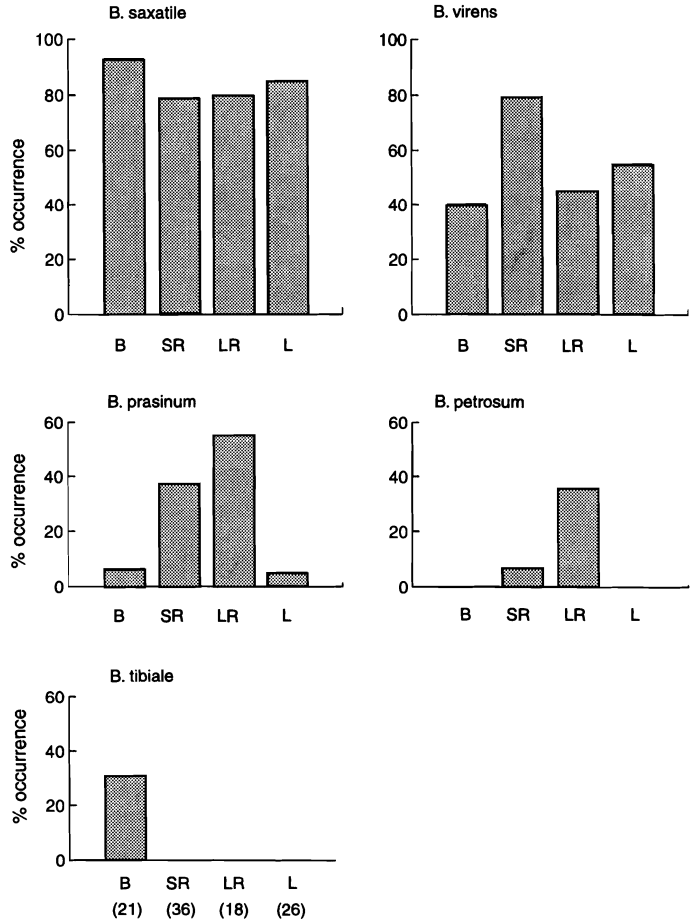 B. saxatile
100
80
60
40
20
0
% occurrence
B SR LR L
B. virens
100
80
60
40
20
0
B SR LR L
B. prasinum
60
40
20
0
% occurrence
B SR LR L
B. petrosum
60
40
20
0
B SR LR L
B. tibiale
60
40
20
0
% occurrence
B SR LR L
(21) (36) (18) (26)